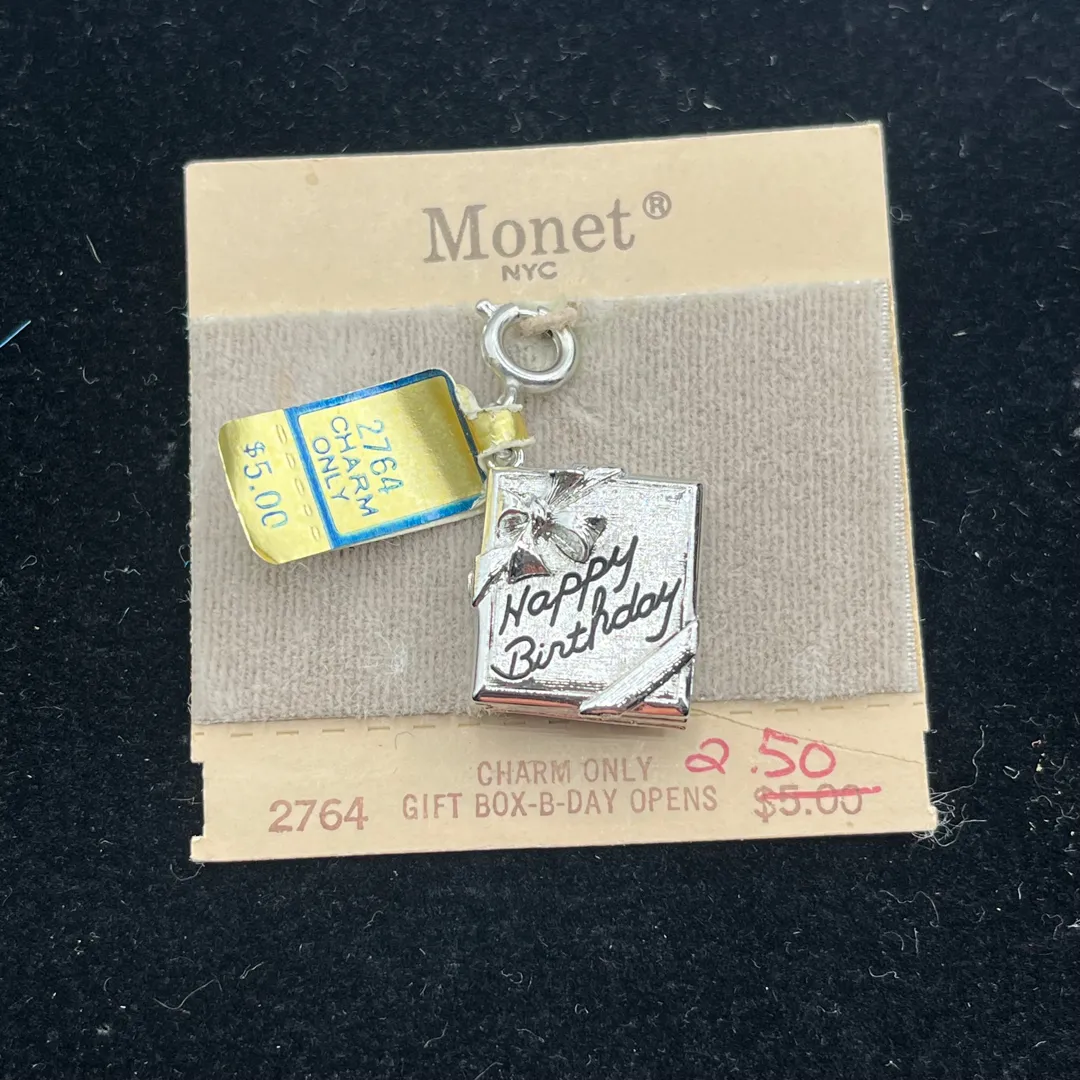 Monet®
NYC
2764
CHARM
ONLY
$5.00
Happy
Birthday
CHARM ONLY 2.50
2764 GIFT BOX-B-DAY OPENS $5.00